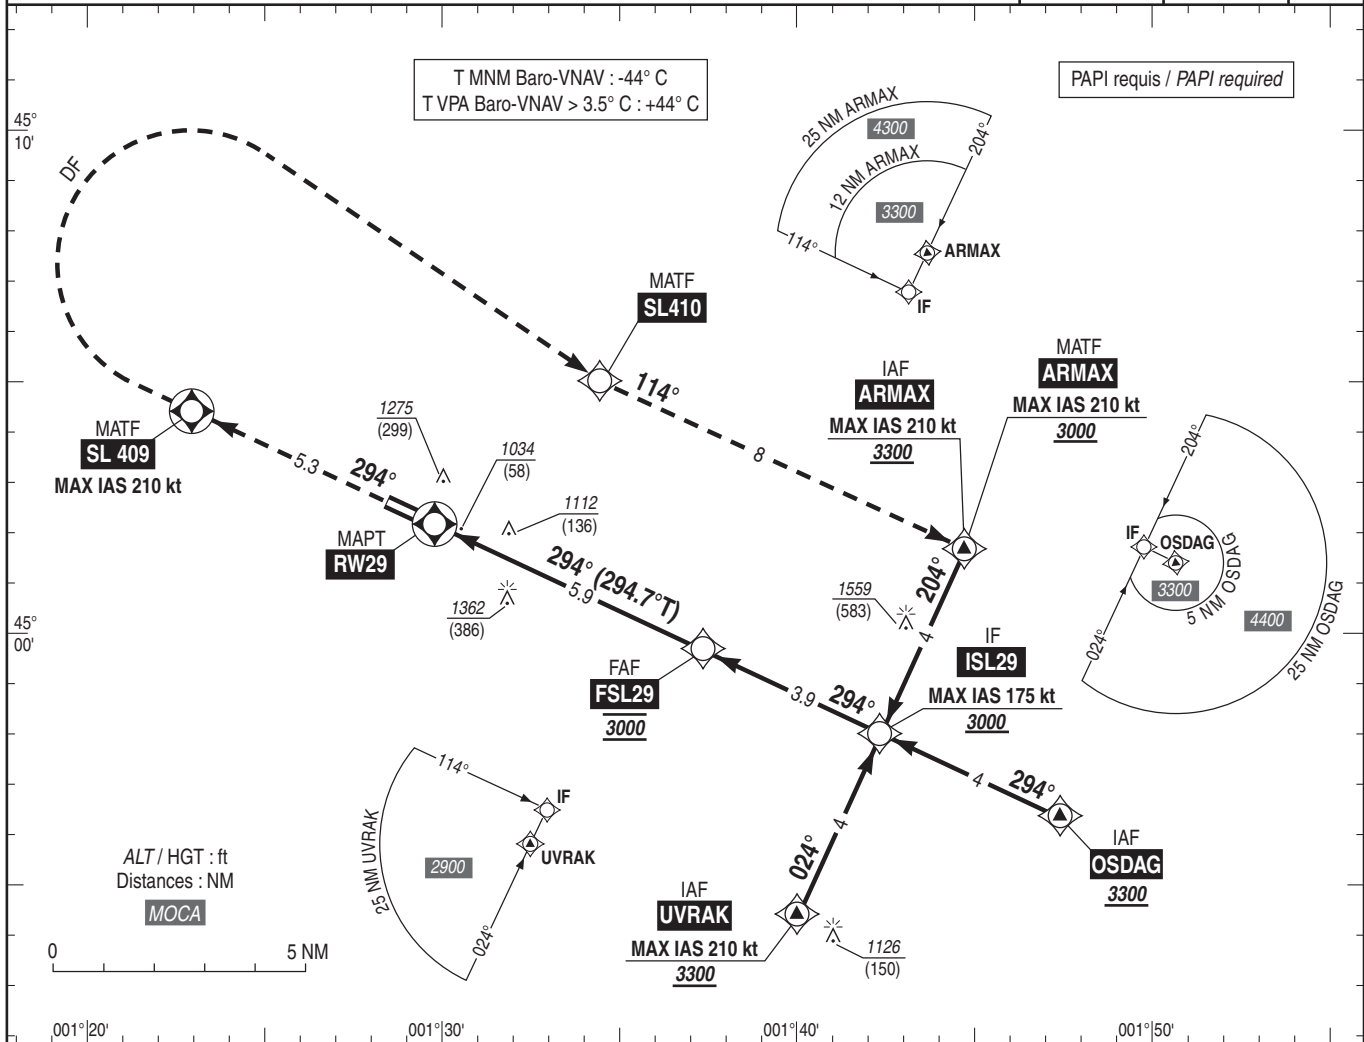 T MNM Baro-VNAV : -44° C
T VPA Baro-VNAV > 3.5° C : +44° C
PAPI requis / PAPI required
45°
10'
DF
25 NM ARMAX
4300
12 NM ARMAX
3300
204°
114°
ARMAX
IF
MATF
SL410
114°
8
IAF
ARMAX
MAX IAS 210 kt
3300
MATF
ARMAX
MAX IAS 210 kt
3000
MATF
SL 409
MAX IAS 210 kt
5.3
294°
1275
(299)
1034
(58)
1112
(136)
MAPT
RW29
294° (294.7°T)
5.9
1362
(386)
204°
4
1559
(583)
204°
IF
OSDAG
3300
5 NM OSDAG
4400
024°
25 NM OSDAG
45°
00'
FAF
FSL29
3000
3.9
294°
IF
ISL29
MAX IAS 175 kt
3000
4
294°
IAF
OSDAG
3300
114°
IF
UVRAK
25 NM UVRAK
2900
024°
024°
4
IAF
UVRAK
MAX IAS 210 kt
3300
1126
(150)
ALT / HGT : ft
Distances : NM
MOCA
0
5 NM
001°20'
001°30'
001°40'
001°50'